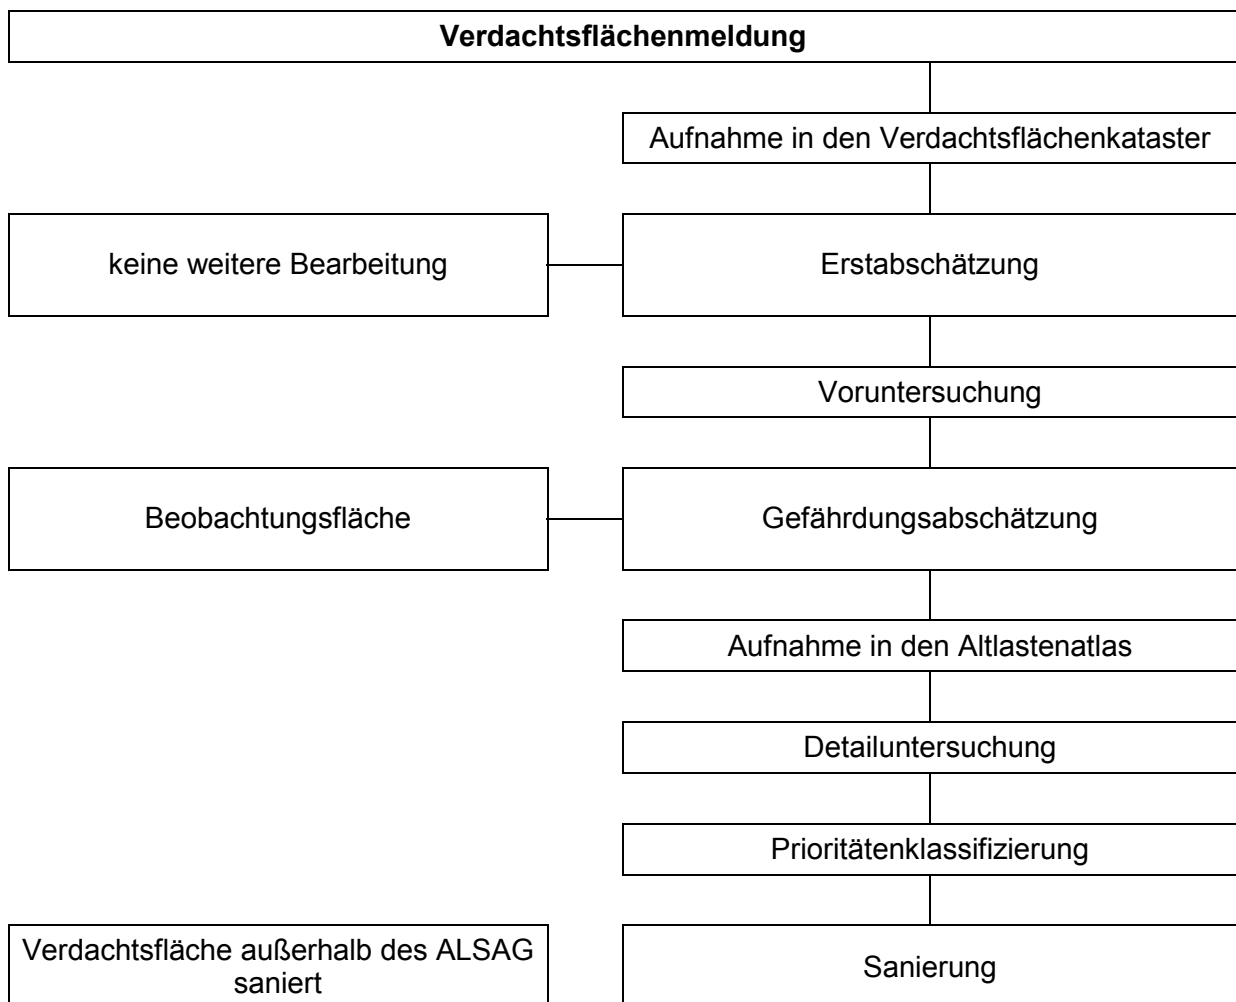 Verdachtsflächenmeldung
Aufnahme in den Verdachtsflächenkataster
keine weitere Bearbeitung
Erstabschätzung
Voruntersuchung
Beobachtungsfläche
Gefährdungsabschätzung
Aufnahme in den Altlastenatlas
Detailuntersuchung
Prioritätenklassifizierung
Verdachtsfläche außerhalb des ALSAG
saniert
Sanierung